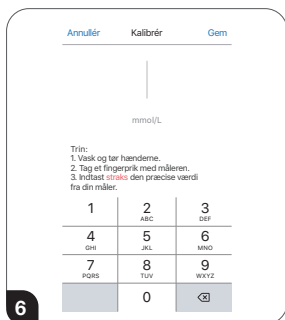 Annullér Kalibrér Gem
mmol/L
Trin:
1. Vask og tør hænderne.
2. Tag et fingerprik med måleren.
3. Indtast straks den præcise værdi
fra din måler.
1 2 3
ABC DEF
4 5 6
GHI JKL MNO
7 8 9
PQRS TUV WXYZ
0
6